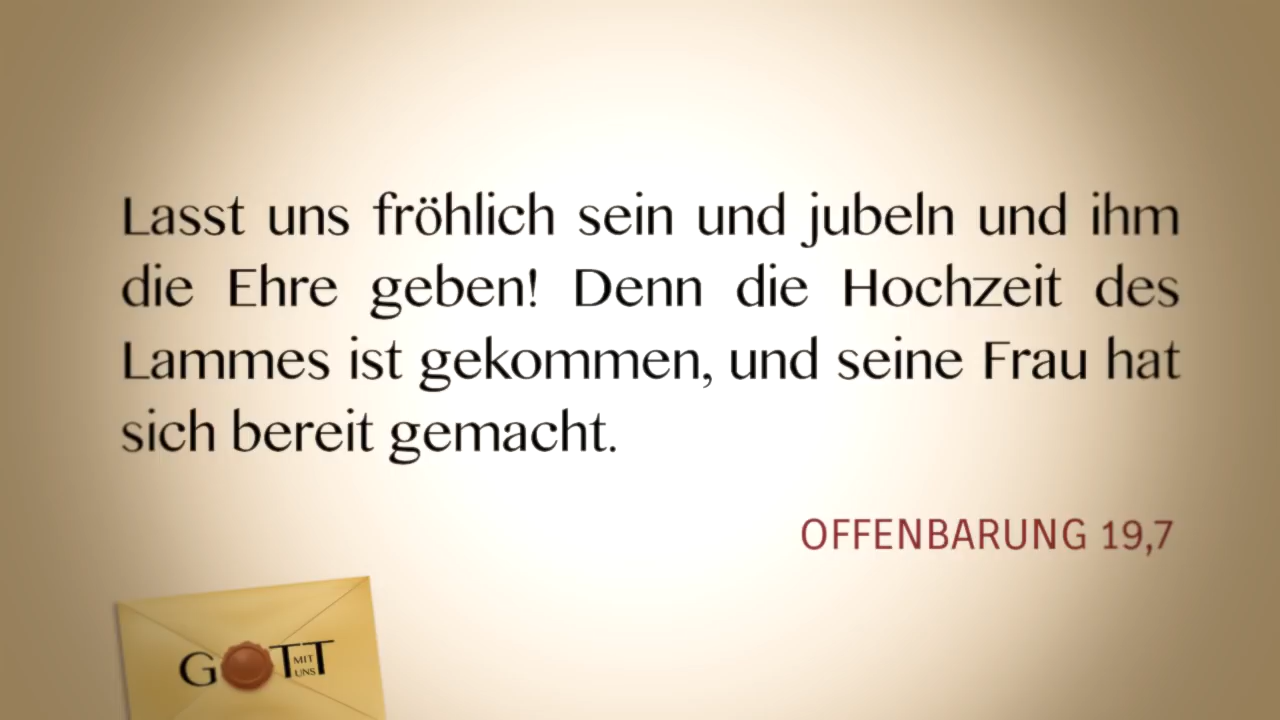 Lasst uns fröhlich sein und jubeln und ihm
die Ehre geben! Denn die Hochzeit des
Lammes ist gekommen, und seine Frau hat
sich bereit gemacht.
OFFENBARUNG 19,7
GOTT
MIT
UNS